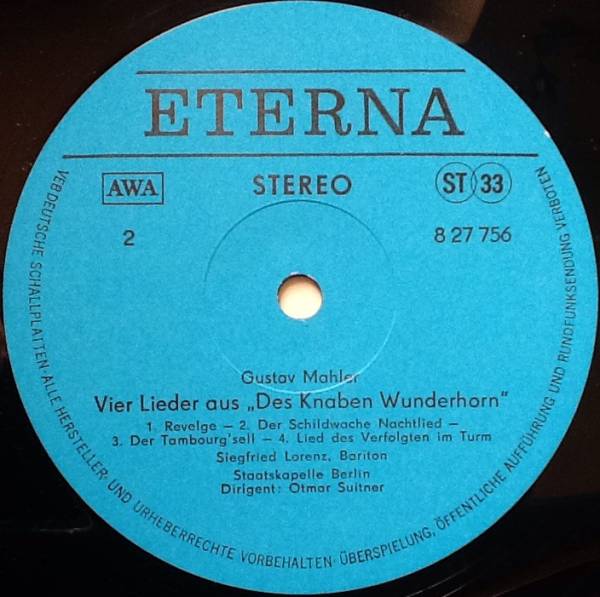 ETERNA
AWA
STEREO
ST 33
2
8 27 756
Gustav Mahler
Vier Lieder aus „Des Knaben Wunderhorn“
1. Revelge – 2. Der Schildwache Nachtlied –
3. Der Tambourg'sell – 4. Lied des Verfolgten im Turm
Siegfried Lorenz, Bariton
Staatskapelle Berlin
Dirigent: Otmar Suitner
VEB DEUTSCHE SCHALLPLATTEN · ALLE HERSTELLER- UND URHEBERRECHTE VORBEHALTEN · ÜBERSPIELUNG, ÖFFENTLICHE AUFFÜHRUNG UND RUNDFUNKSENDUNG VERBOTEN